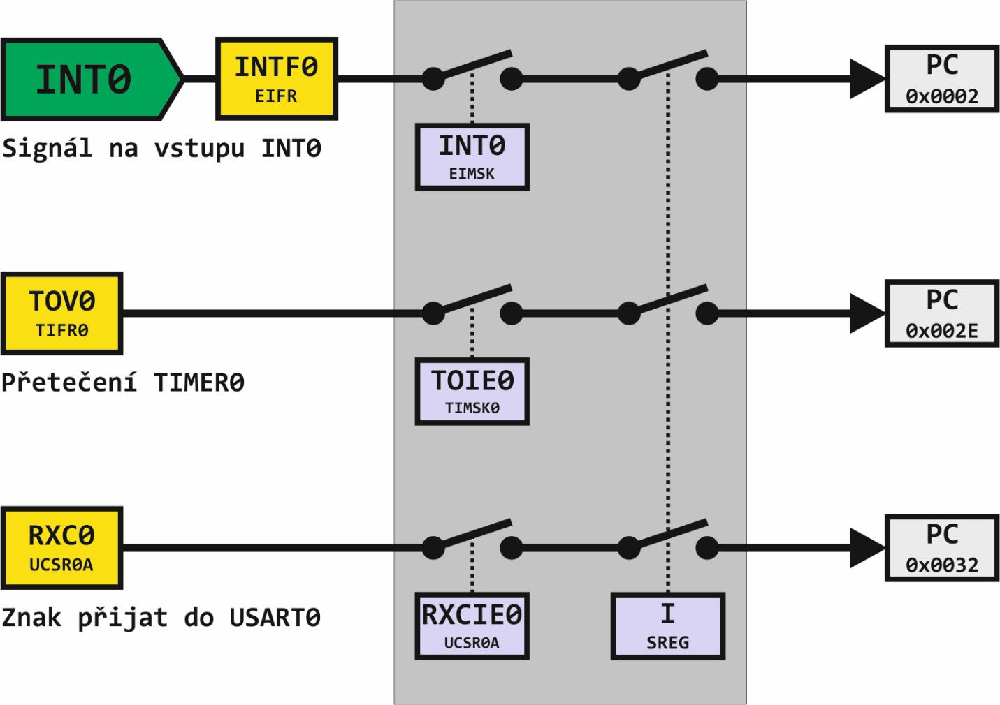 INT0
INTF0
EIFR
PC
0x0002
INT0
EIMSK
Signál na vstupu INT0
TOV0
TIFR0
PC
0x002E
TOIE0
TIMSK0
Přetečení TIMER0
RXC0
UCSR0A
PC
0x0032
RXCIE0
UCSR0A
I
SREG
Znak přijat do USART0